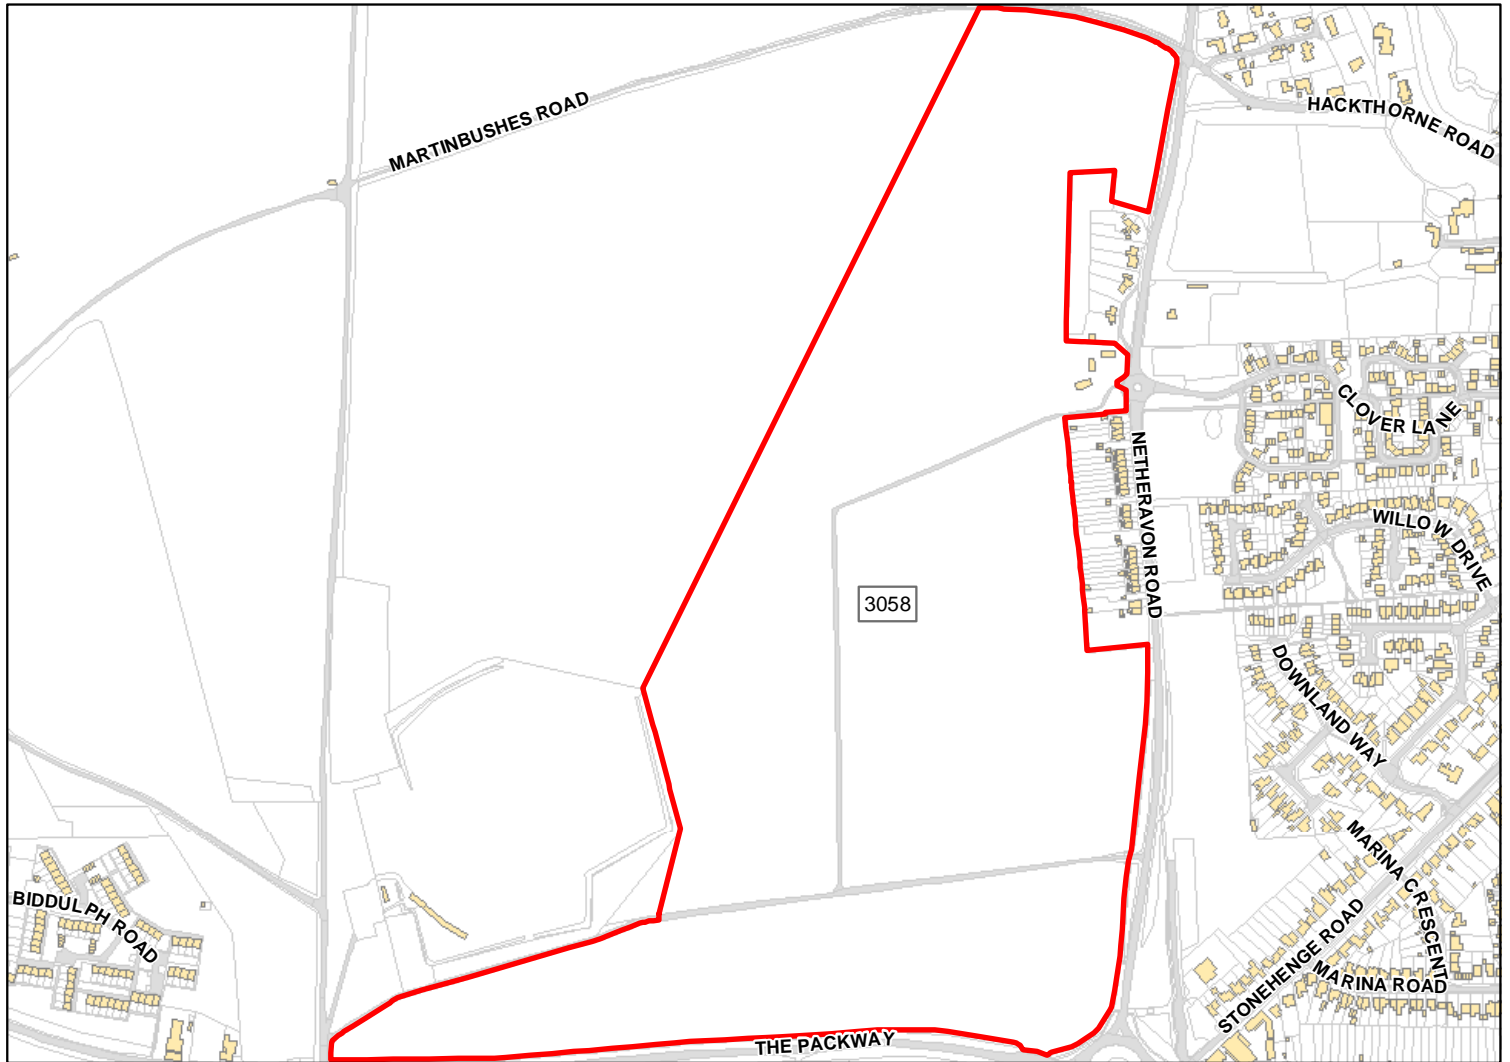 MARTINBUSHES ROAD
HACKTHORNE ROAD
CLOVER LANE
NETHERAVON ROAD
WILLOW DRIVE
3058
DOWNLAND WAY
MARINA CRESCENT
BIDDULPH ROAD
STONEHENGE ROAD
MARINA ROAD
THE PACKWAY